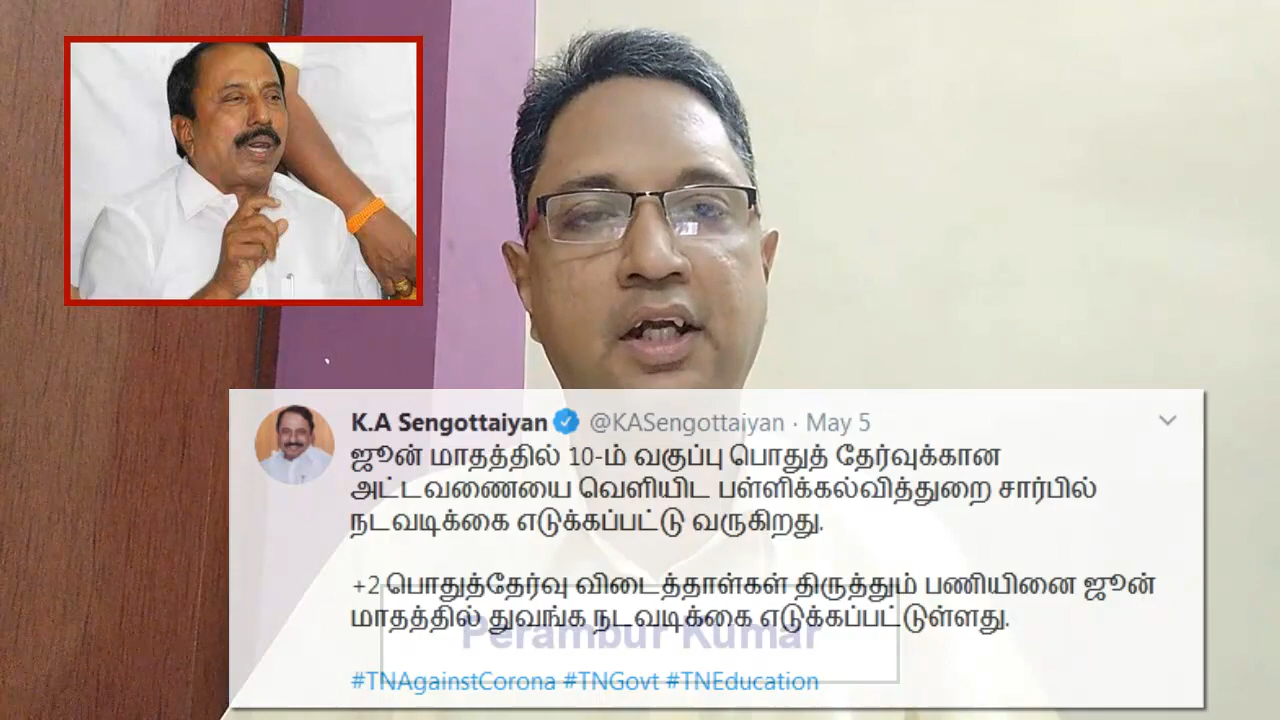 K.A Sengottaiyan @KASengottaiyan · May 5
ஜூன் மாதத்தில் 10-ம் வகுப்பு பொதுத் தேர்வுக்கான
அட்டவணையை வெளியிட பள்ளிக்கல்வித்துறை சார்பில்
நடவடிக்கை எடுக்கப்பட்டு வருகிறது.
+2 பொதுத்தேர்வு விடைத்தாள்கள் திருத்தும் பணியினை ஜூன்
மாதத்தில் துவங்க நடவடிக்கை எடுக்கப்பட்டுள்ளது.
Perambur Kumar
#TNAgainstCorona #TNGovt #TNEducation